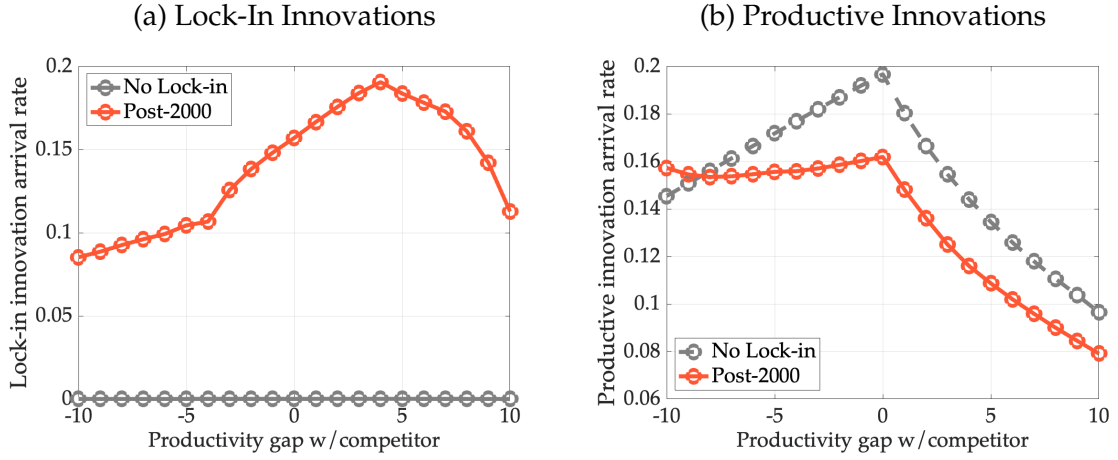 (a) Lock-In Innovations
Lock-in innovation arrival rate
0.2
0.15
0.1
0.05
0
No Lock-in
Post-2000
-10
-5
0
5
10
Productivity gap w/competitor
(b) Productive Innovations
Productive innovation arrival rate
0.2
0.18
0.16
0.14
0.12
0.1
0.08
0.06
No Lock-in
Post-2000
-10
-5
0
5
10
Productivity gap w/competitor